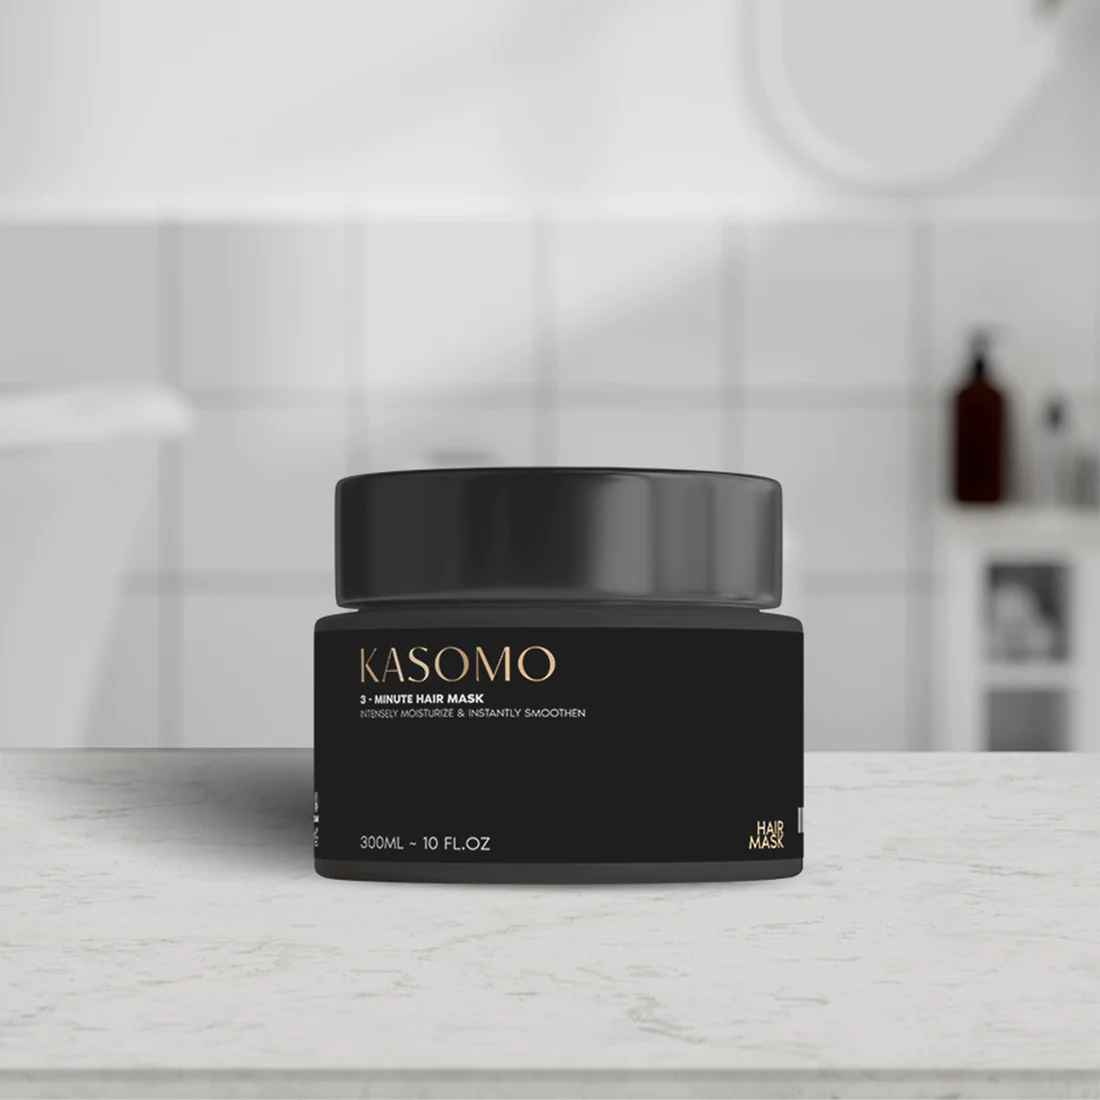 KASOMO
3 - MINUTE HAIR MASK
INTENSELY MOISTURIZE & INSTANTLY SMOOTHEN
300ML ~ 10 FL.OZ
HAIR
MASK